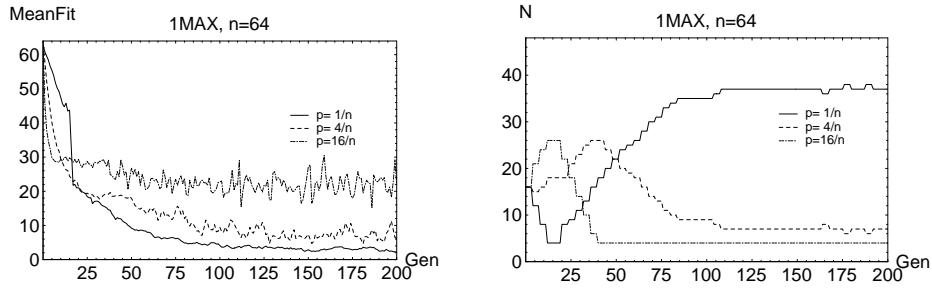 MeanFit
1MAX, n=64
60
50
40
30
20
10
0
p= 1/n
p= 4/n
p=16/n
25 50 75 100 125 150 175 200 Gen
N
1MAX, n=64
40
30
20
10
0
p= 1/n
p= 4/n
p=16/n
25 50 75 100 125 150 175 200 Gen